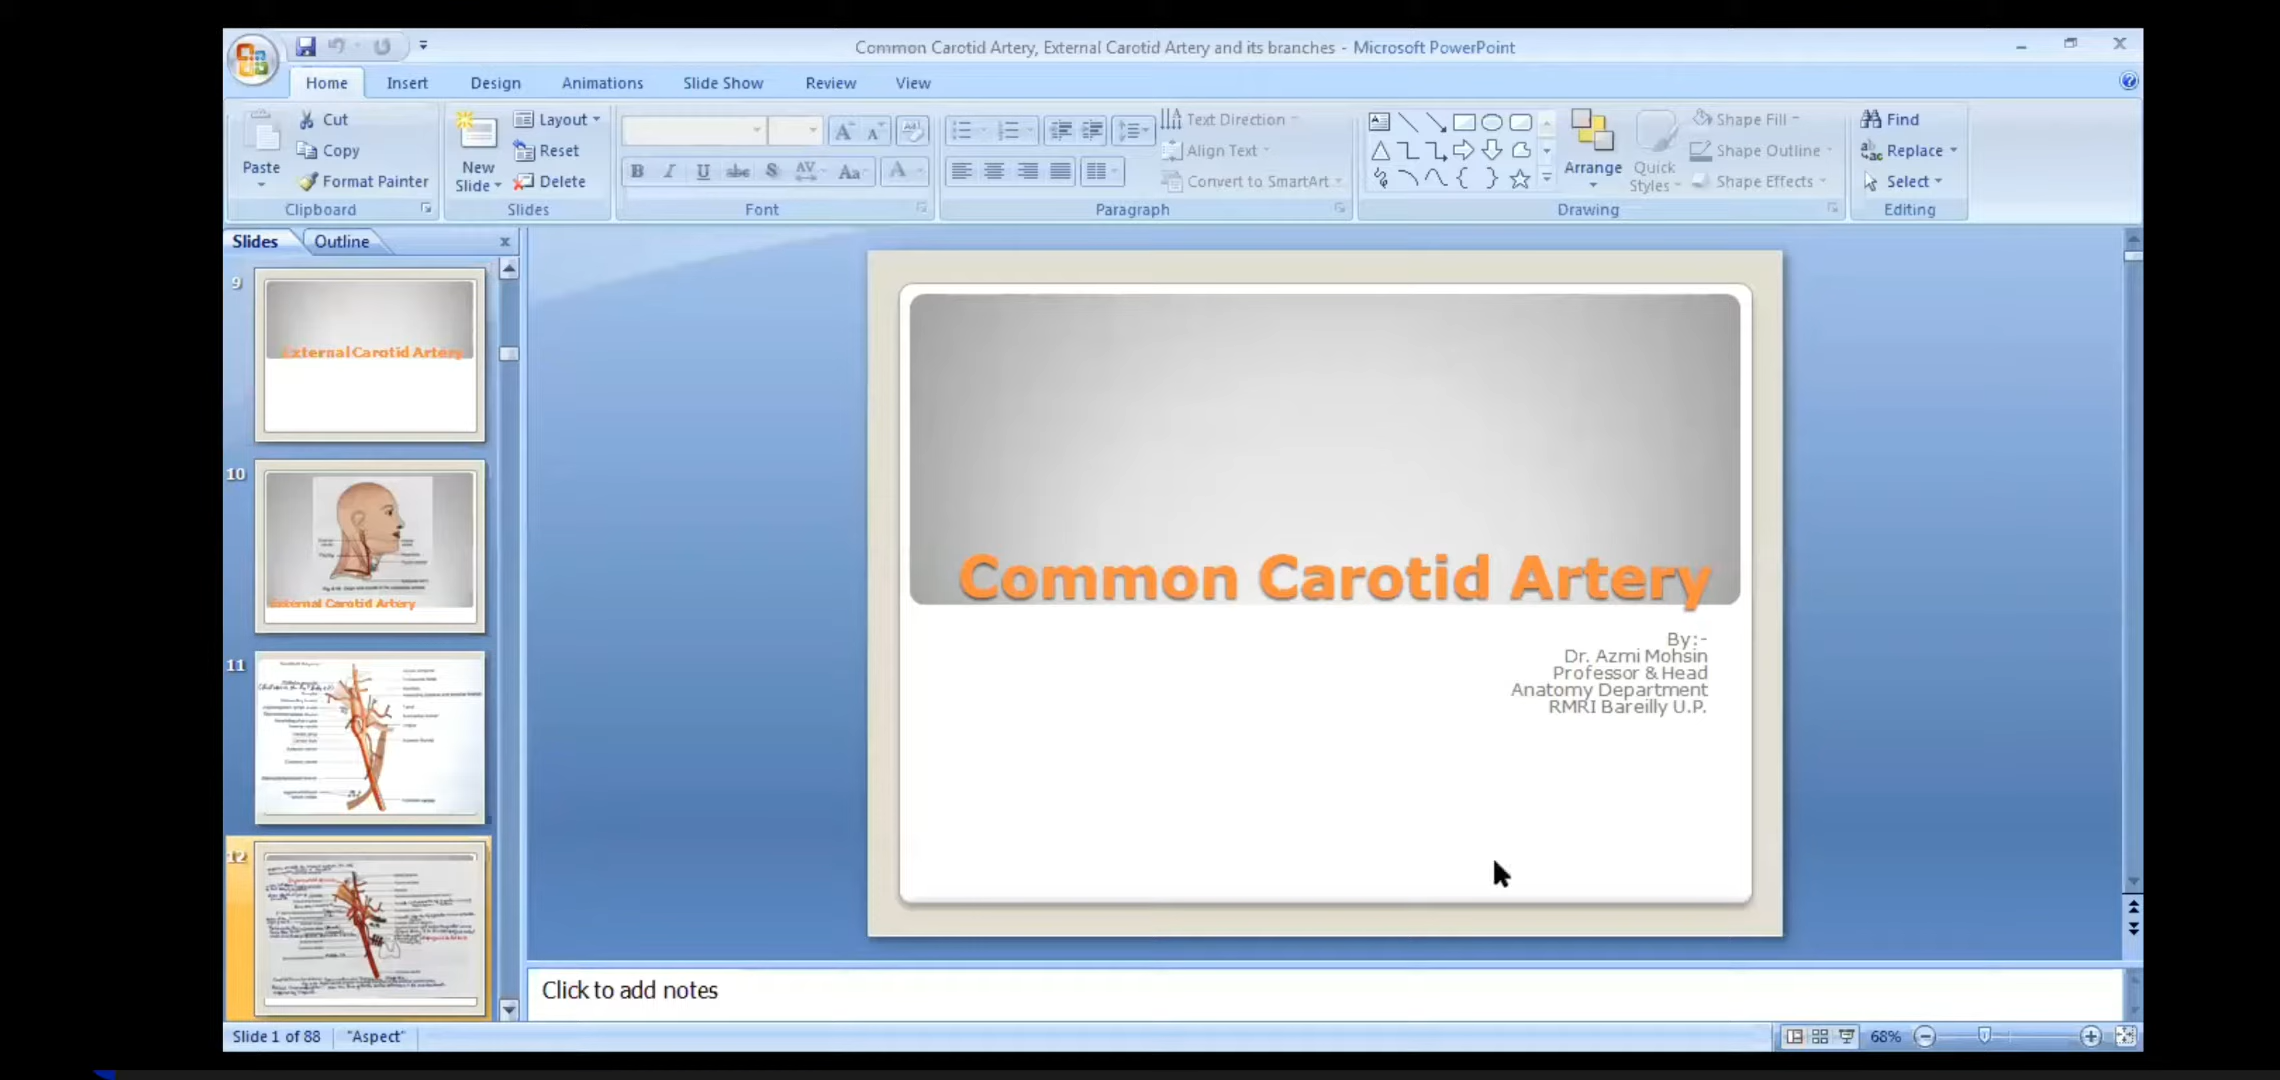 Common Carotid Artery, External Carotid Artery and its branches - Microsoft PowerPoint
Home Insert Design Animations Slide Show Review View
Paste
Cut
Copy
Format Painter
Clipboard
New Slide
Layout
Reset
Delete
Slides
Font
Text Direction
Align Text
Convert to SmartArt
Paragraph
Arrange
Quick Styles
Shape Fill
Shape Outline
Shape Effects
Drawing
Find
Replace
Select
Editing
Slides Outline
9
External Carotid Artery
10
External Carotid Artery
11
12
Common Carotid Artery
By:-
Dr. Azmi Mohsin
Professor & Head
Anatomy Department
RMRI Bareilly U.P.
Click to add notes
Slide 1 of 88 "Aspect" 68%